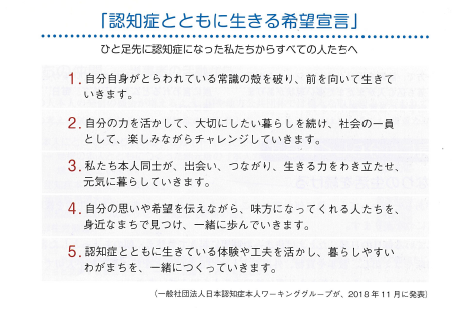 「認知症とともに生きる希望宣言」
ひと足先に認知症になった私たちからすべての人たちへ
1. 自分自身がとらわれている常識の殻を破り、前を向いて生きて
いきます。
2. 自分の力を活かして、大切にしたい暮らしを続け、社会の一員
として、楽しみながらチャレンジしていきます。
3. 私たち本人同士が、出会い、つながり、生きる力をわき立たせ、
元気に暮らしていきます。
4. 自分の思いや希望を伝えながら、味方になってくれる人たちを、
身近なまちで見つけ、一緒に歩んでいきます。
5. 認知症とともに生きている体験や工夫を活かし、暮らしやすい
わがまちを、一緒につくっていきます。
(一般社団法人日本認知症本人ワーキンググループが、2018年11月に発表)